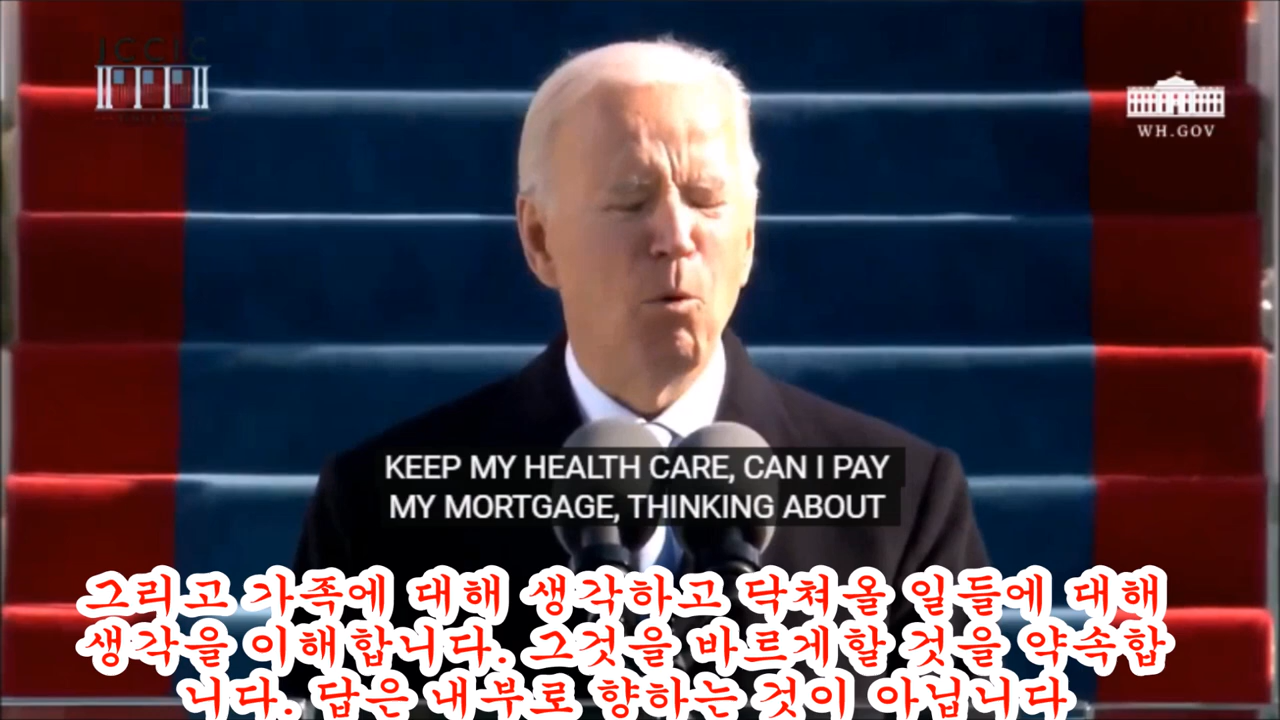 JCCIC
WH.GOV
KEEP MY HEALTH CARE, CAN I PAY
MY MORTGAGE, THINKING ABOUT
그리고 가족에 대해 생각하고 닥쳐올 일들에 대해
생각을 이해합니다. 그것을 바르게할 것을 약속합
니다. 답은 내부로 향하는 것이 아닙니다